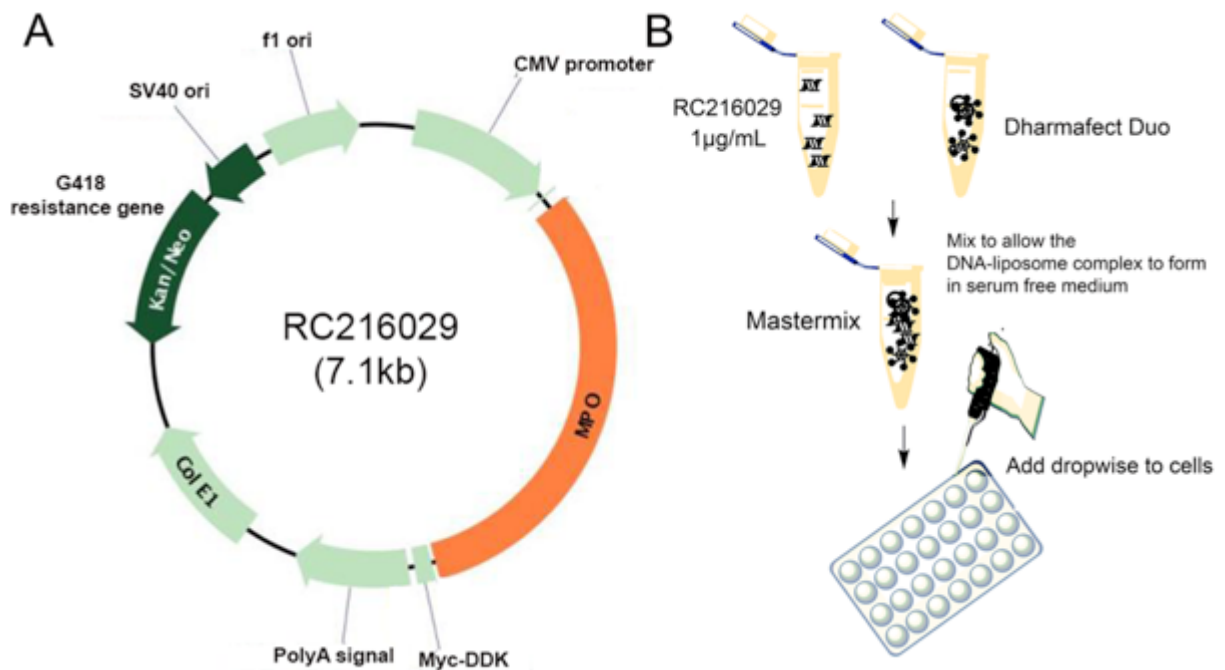 A
f1 ori
CMV promoter
SV40 ori
G418
resistance gene
Kan/Neo
RC216029
(7.1kb)
MPO
Col E1
PolyA signal
Myc-DDK
B
RC216029
1µg/mL
Dharmafect Duo
Mix to allow the
DNA-liposome complex to form
in serum free medium
Mastermix
Add dropwise to cells